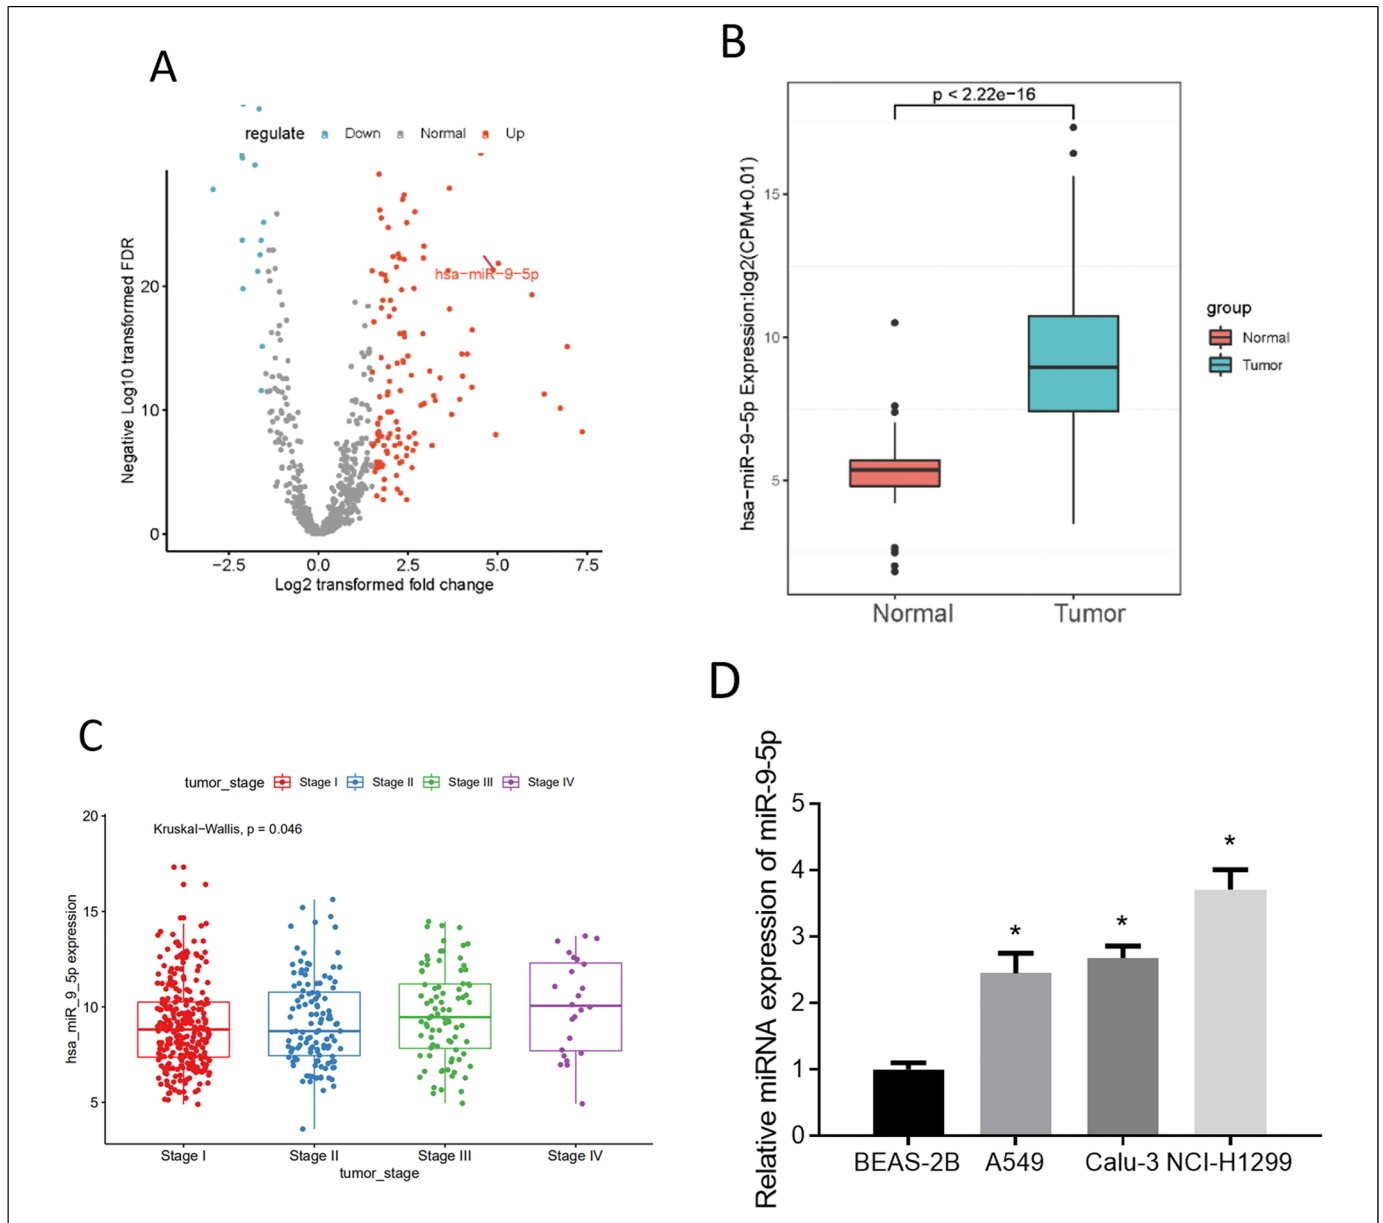 A
regulate Down Normal Up
Negative Log10 transformed FDR
20
10
0
hsa−miR−9−5p
−2.5 0.0 2.5 5.0 7.5
Log2 transformed fold change
B
p < 2.22e−16
hsa−miR−9−5p Expression:log2(CPM+0.01)
15
10
5
Normal Tumor
group
Normal
Tumor
C
tumor_stage Stage I Stage II Stage III Stage IV
Kruskal−Wallis, p = 0.046
hsa_miR_9_5p expression
20
15
10
5
Stage I Stage II Stage III Stage IV
tumor_stage
D
Relative miRNA expression of miR-9-5p
5
4
3
2
1
0
* * *
BEAS-2B A549 Calu-3 NCI-H1299